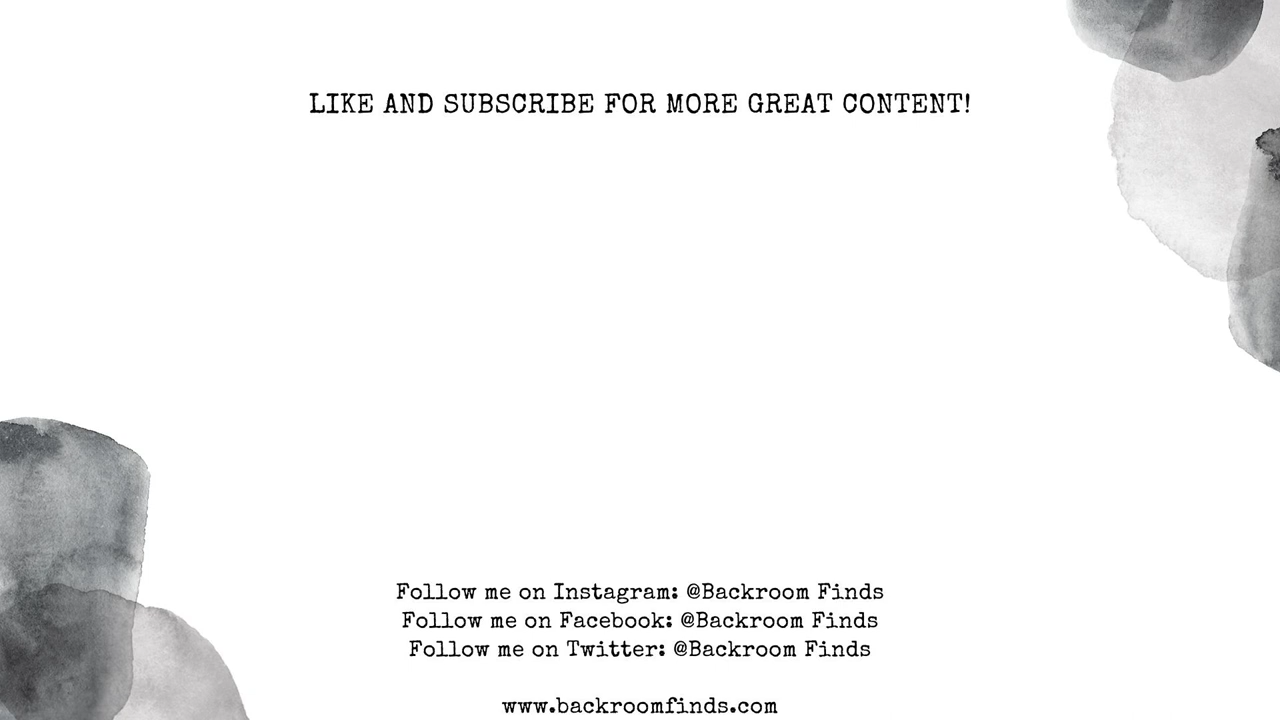 LIKE AND SUBSCRIBE FOR MORE GREAT CONTENT!
Follow me on Instagram: @Backroom Finds
Follow me on Facebook: @Backroom Finds
Follow me on Twitter: @Backroom Finds
www.backroomfinds.com